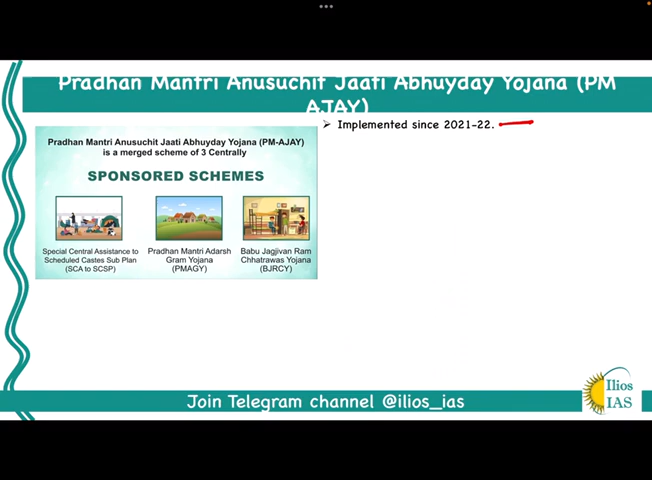 Pradhan Mantri Anusuchit Jaati Abhuyday Yojana (PM
AJAY)
➢ Implemented since 2021-22.
Pradhan Mantri Anusuchit Jaati Abhuyday Yojana (PM-AJAY)
is a merged scheme of 3 Centrally
SPONSORED SCHEMES
Special Central Assistance to
Scheduled Castes Sub Plan
(SCA to SCSP)
Pradhan Mantri Adarsh
Gram Yojana
(PMAGY)
Babu Jagjivan Ram
Chhatrawas Yojana
(BJRCY)
Join Telegram channel @ilios_ias
Ilios
IAS